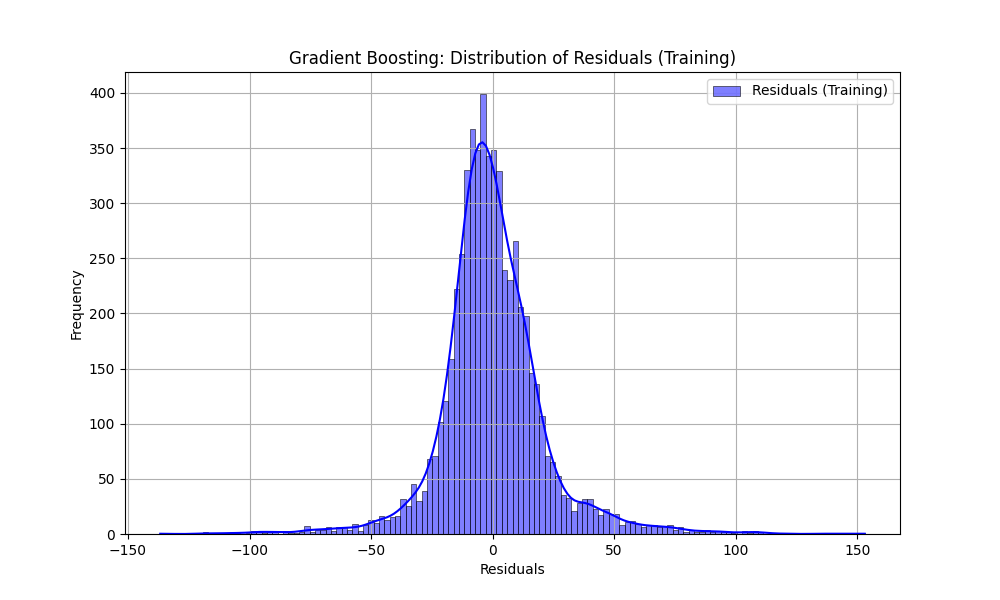 Gradient Boosting: Distribution of Residuals (Training)
Residuals (Training)
Frequency
400
350
300
250
200
150
100
50
0
−150 −100 −50 0 50 100 150
Residuals